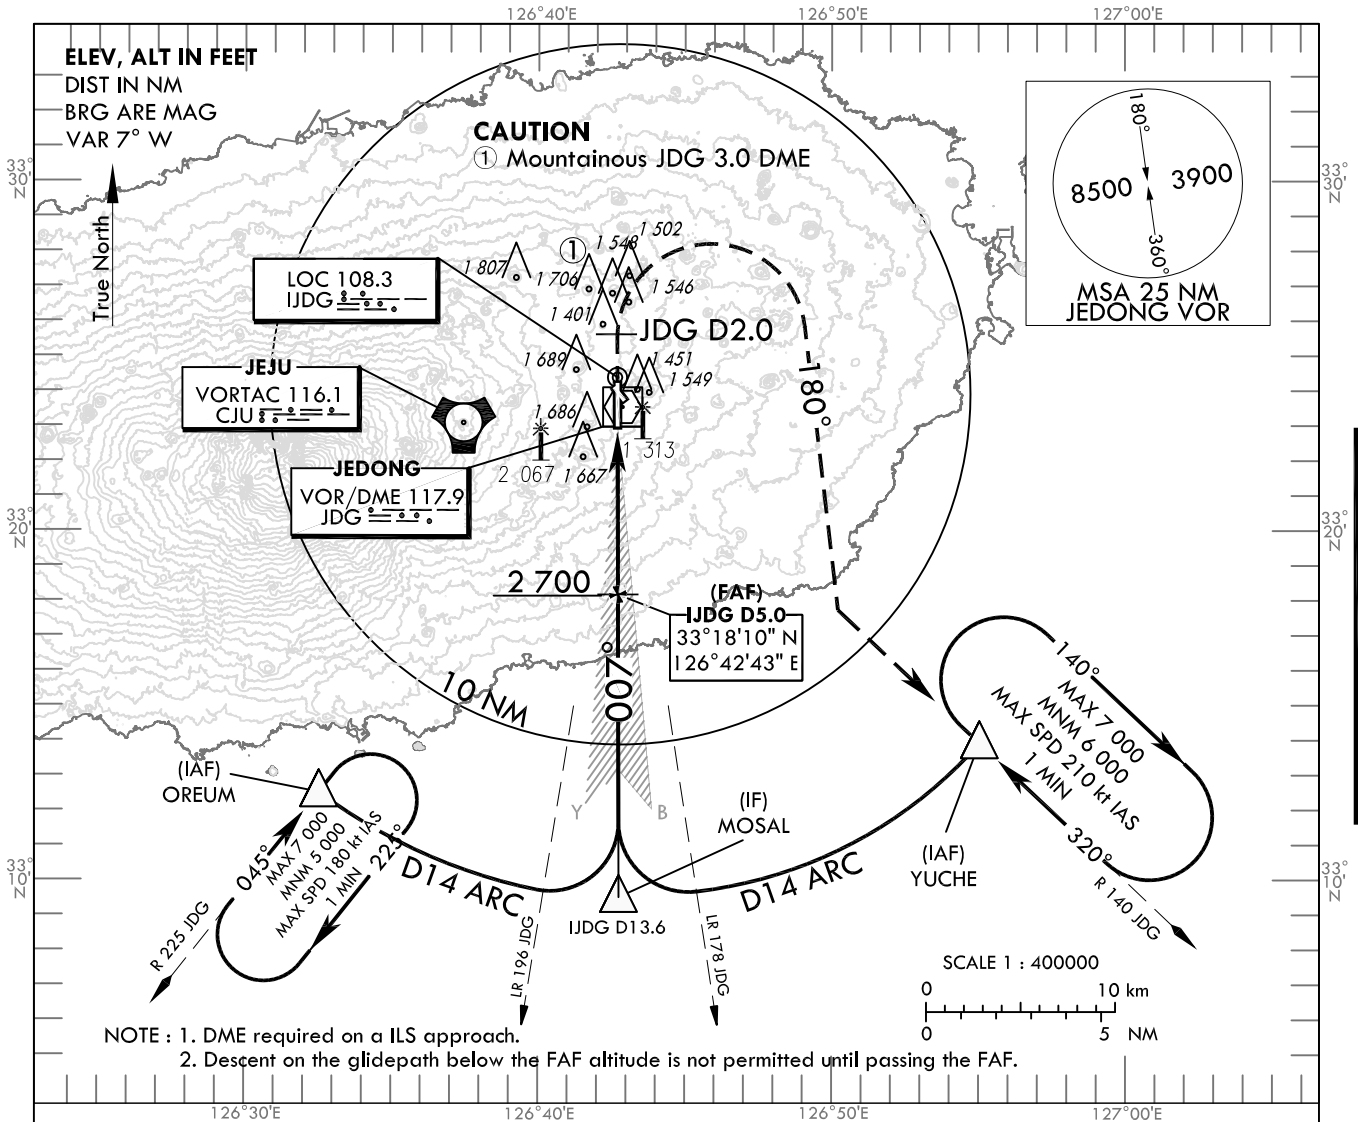 126°40'E
126°50'E
127°00'E
ELEV, ALT IN FEET
DIST IN NM
BRG ARE MAG
VAR 7° W
True North
33°
30'
N
33°
30'
N
CAUTION
① Mountainous JDG 3.0 DME
180°
8500
3900
360°
MSA 25 NM
JEDONG VOR
LOC 108.3
IJDG
①
1 807
1 706
1 548
1 502
1 546
1 401
JDG D2.0
1 689
1 451
1 549
JEJU
VORTAC 116.1
CJU
1 686
1 313
2 067
1 667
180°
JEDONG
VOR/DME 117.9
JDG
33°
20'
N
33°
20'
N
2 700
(FAF)
IJDG D5.0
33°18'10" N
126°42'43" E
007°
10 NM
140°
MAX 7 000
MNM 6 000
MAX SPD 210 kt IAS
1 MIN
320°
R 140 JDG
(IAF)
OREUM
045°
MAX 7 000
MNM 5 000
MAX SPD 180 kt IAS
1 MIN
225°
R 225 JDG
Y
B
(IF)
MOSAL
(IAF)
YUCHE
D14 ARC
D14 ARC
33°
10'
N
33°
10'
N
IJDG D13.6
LR 196 JDG
LR 178 JDG
SCALE 1 : 400000
0
10 km
0
5
NM
NOTE : 1. DME required on a ILS approach.
2. Descent on the glidepath below the FAF altitude is not permitted until passing the FAF.
126°30'E
126°40'E
126°50'E
127°00'E